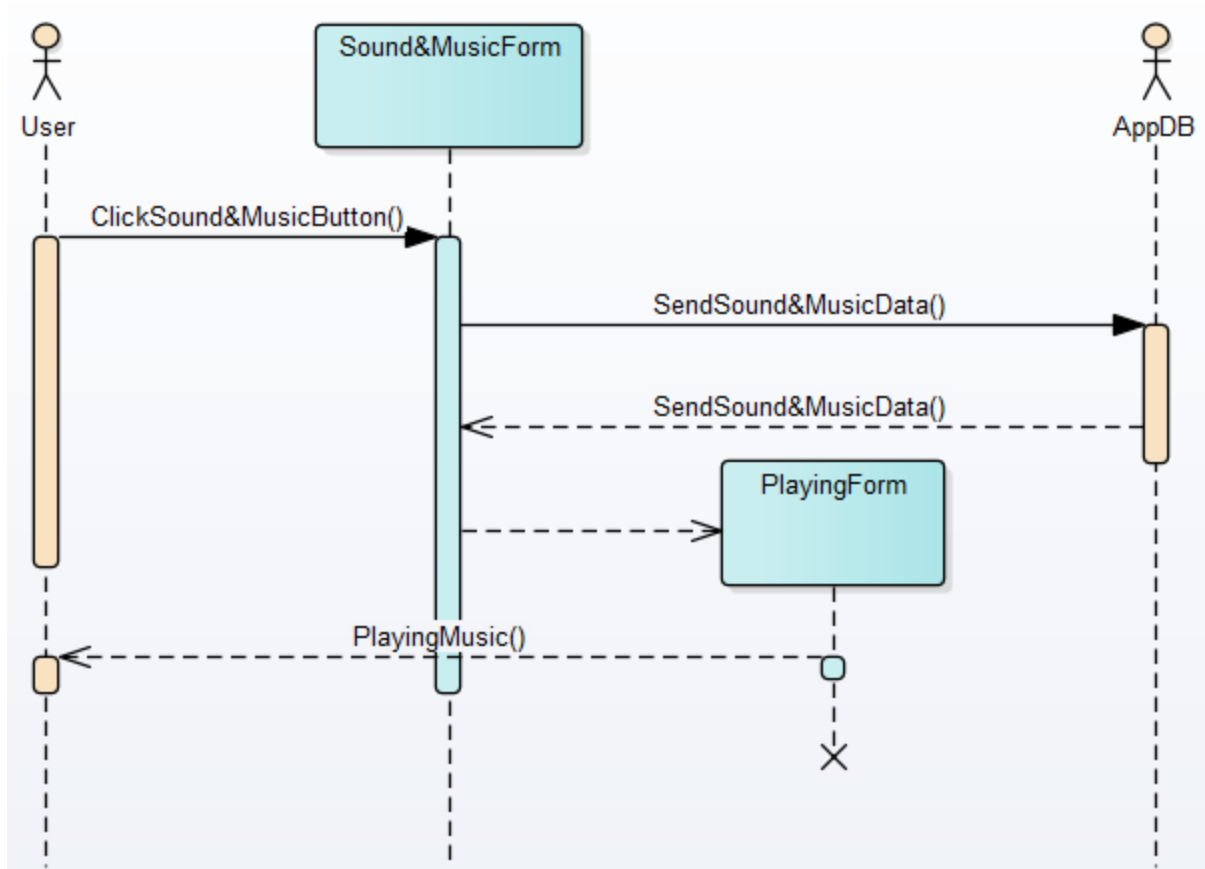 Sound&MusicForm
User
AppDB
ClickSound&MusicButton()
SendSound&MusicData()
SendSound&MusicData()
PlayingForm
PlayingMusic()